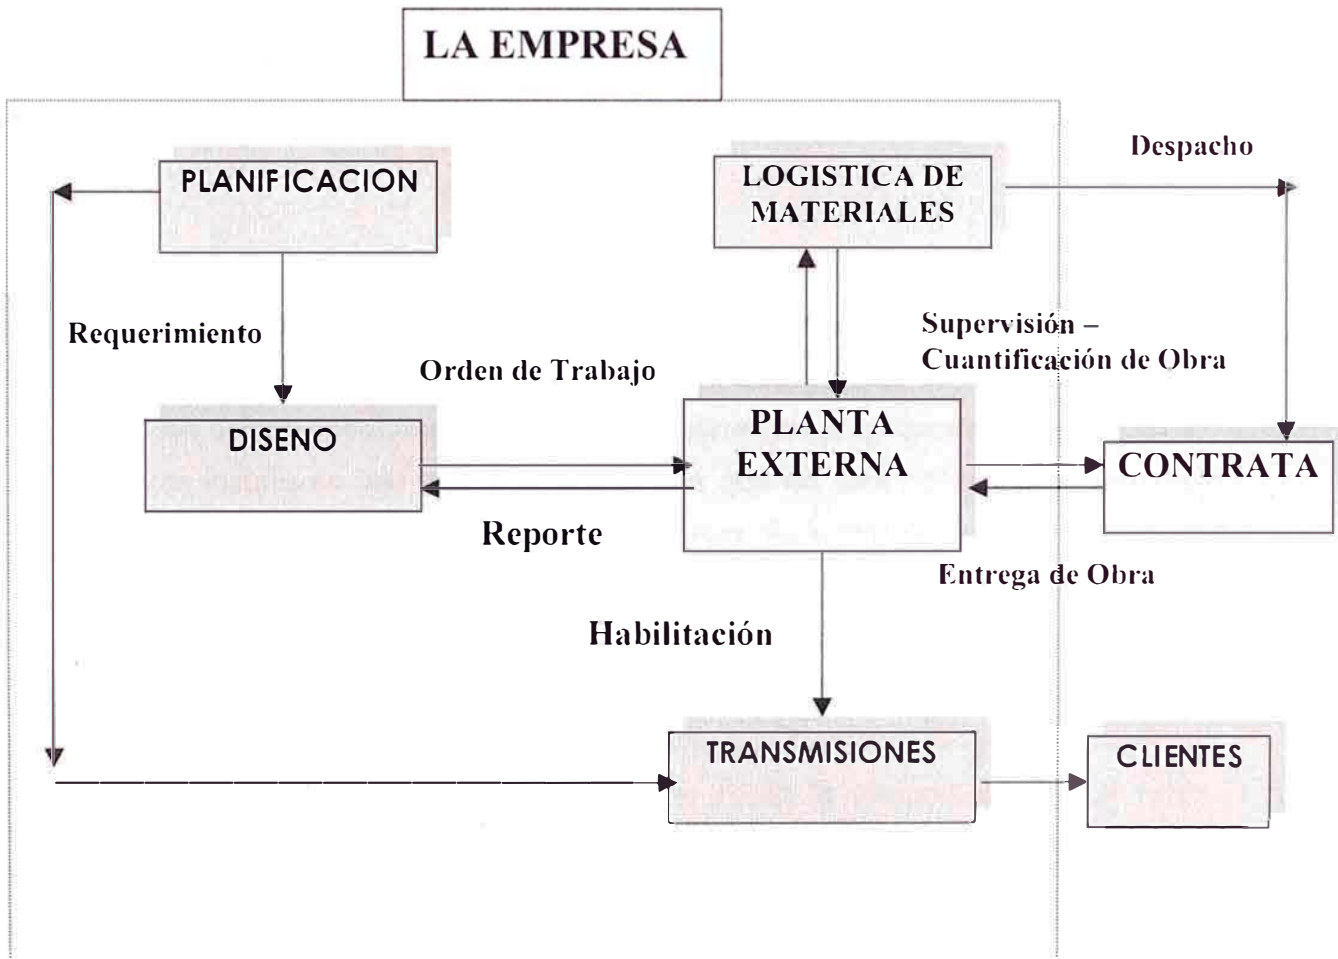 LA EMPRESA
Despacho
PLANIFICACION
LOGISTICA DE
MATERIALES
Requerimiento
Supervisión –
Cuantificación de Obra
Orden de Trabajo
DISENO
PLANTA
EXTERNA
CONTRATA
Reporte
Entrega de Obra
Habilitación
TRANSMISIONES
CLIENTES